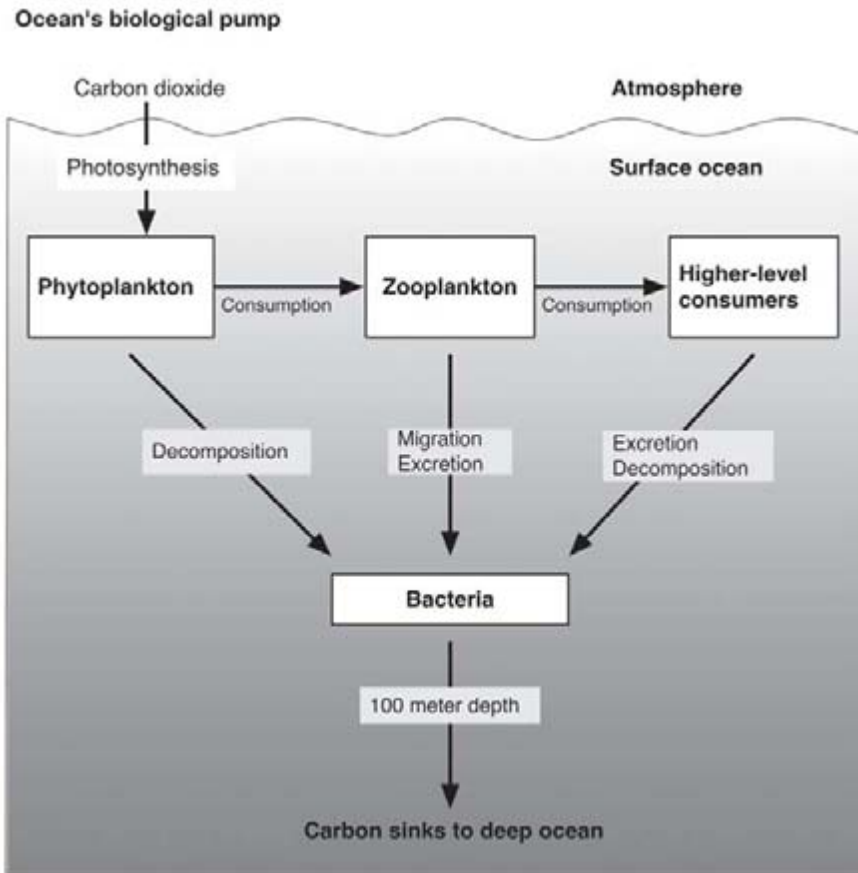 Ocean's biological pump
Carbon dioxide
Atmosphere
Photosynthesis
Surface ocean
Phytoplankton
Consumption
Zooplankton
Consumption
Higher-level
consumers
Decomposition
Migration
Excretion
Excretion
Decomposition
Bacteria
100 meter depth
Carbon sinks to deep ocean